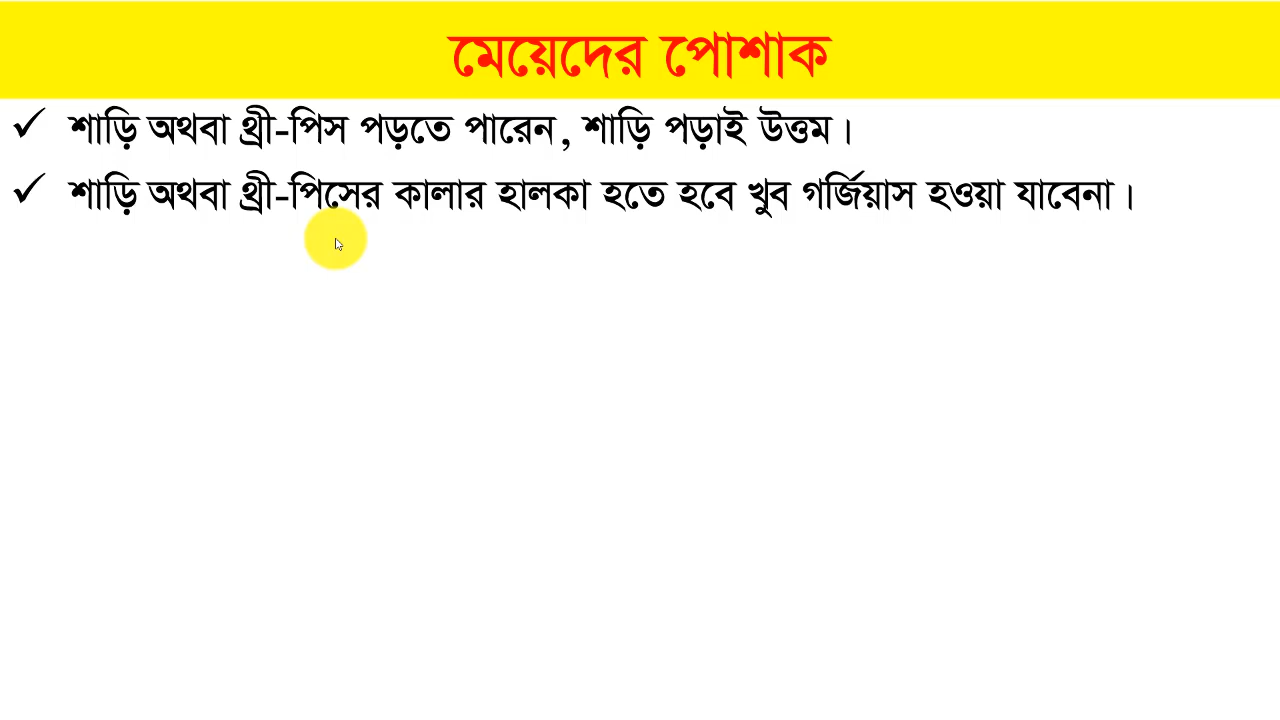 মেয়েদের পোশাক
✓ শাড়ি অথবা থ্রী-পিস পড়তে পারেন, শাড়ি পড়াই উত্তম।
✓ শাড়ি অথবা থ্রী-পিসের কালার হালকা হতে হবে খুব গর্জিয়াস হওয়া যাবেনা।